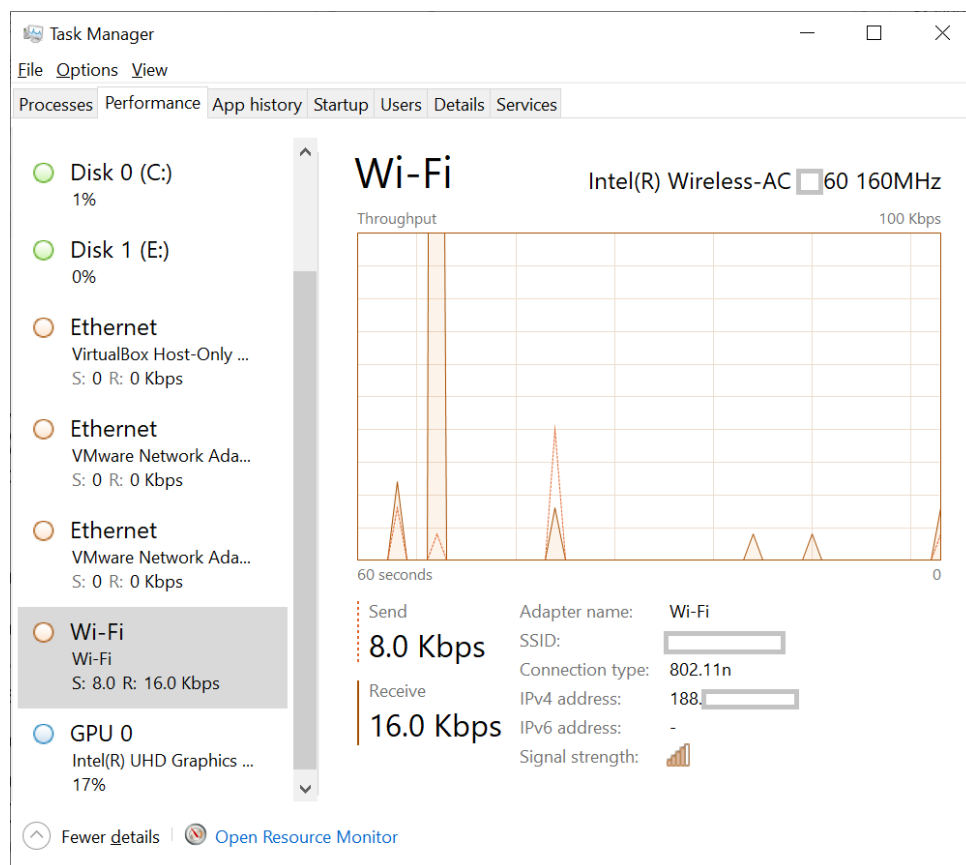 Task Manager
File Options View
Processes Performance App history Startup Users Details Services
Disk 0 (C:)
1%
Disk 1 (E:)
0%
Ethernet
VirtualBox Host-Only ...
S: 0 R: 0 Kbps
Ethernet
VMware Network Ada...
S: 0 R: 0 Kbps
Ethernet
VMware Network Ada...
S: 0 R: 0 Kbps
Wi-Fi
Wi-Fi
S: 8.0 R: 16.0 Kbps
GPU 0
Intel(R) UHD Graphics ...
17%
Wi-Fi
Intel(R) Wireless-AC 60 160MHz
Throughput 100 Kbps
60 seconds 0
Send
8.0 Kbps
Receive
16.0 Kbps
Adapter name: Wi-Fi
SSID:
Connection type: 802.11n
IPv4 address: 188.
IPv6 address: -
Signal strength:
Fewer details Open Resource Monitor